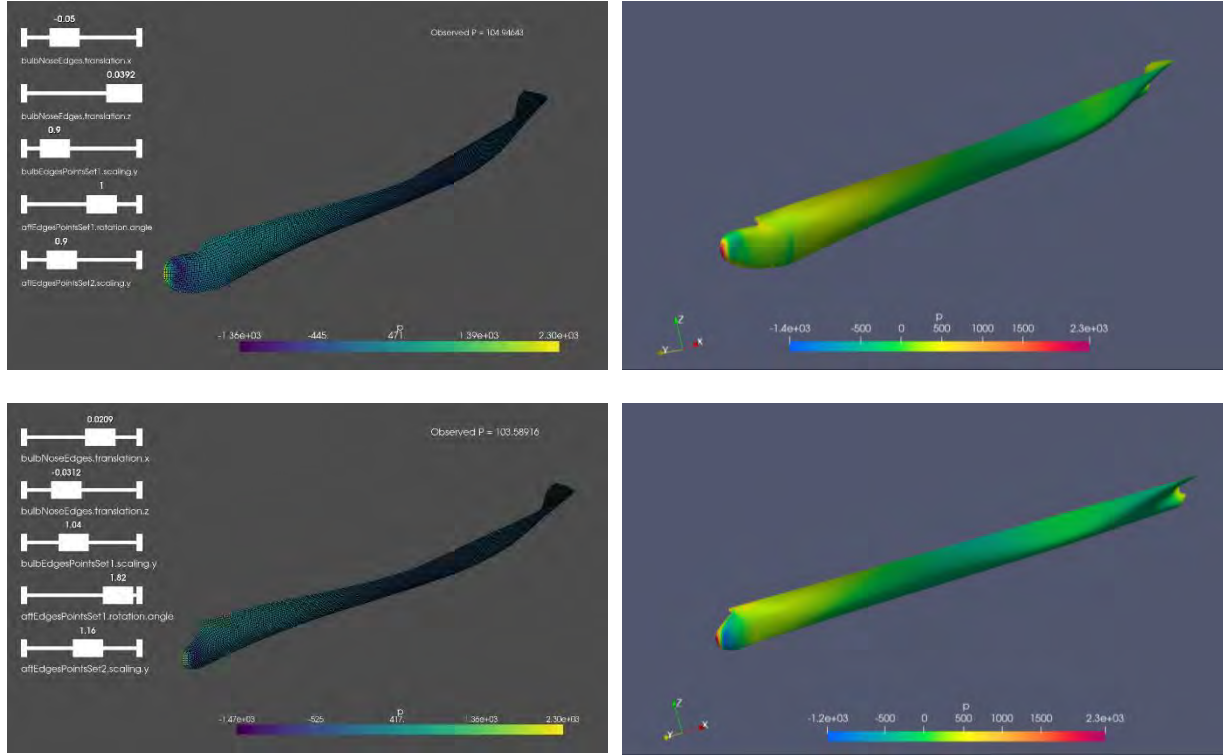 -0.05
bulbNoseEdges.translation.x
0.0392
bulbNoseEdges.translation.z
0.9
bulbEdgesPointsSet1.scaling.y
1
aftEdgesPointsSet1.rotation.angle
0.9
aftEdgesPointsSet2.scaling.y
Observed P = 104.94643
p
-1.36e+03 -445 471 1.39e+03 2.30e+03
p
-1.4e+03 -500 0 500 1000 1500 2.3e+03
Z
Y X
0.0209
bulbNoseEdges.translation.x
-0.0312
bulbNoseEdges.translation.z
1.04
bulbEdgesPointsSet1.scaling.y
1.82
aftEdgesPointsSet1.rotation.angle
1.16
aftEdgesPointsSet2.scaling.y
Observed P = 103.58916
p
-1.47e+03 -525 417 1.36e+03 2.30e+03
p
-1.2e+03 -500 0 500 1000 1500 2.3e+03
Z
Y X